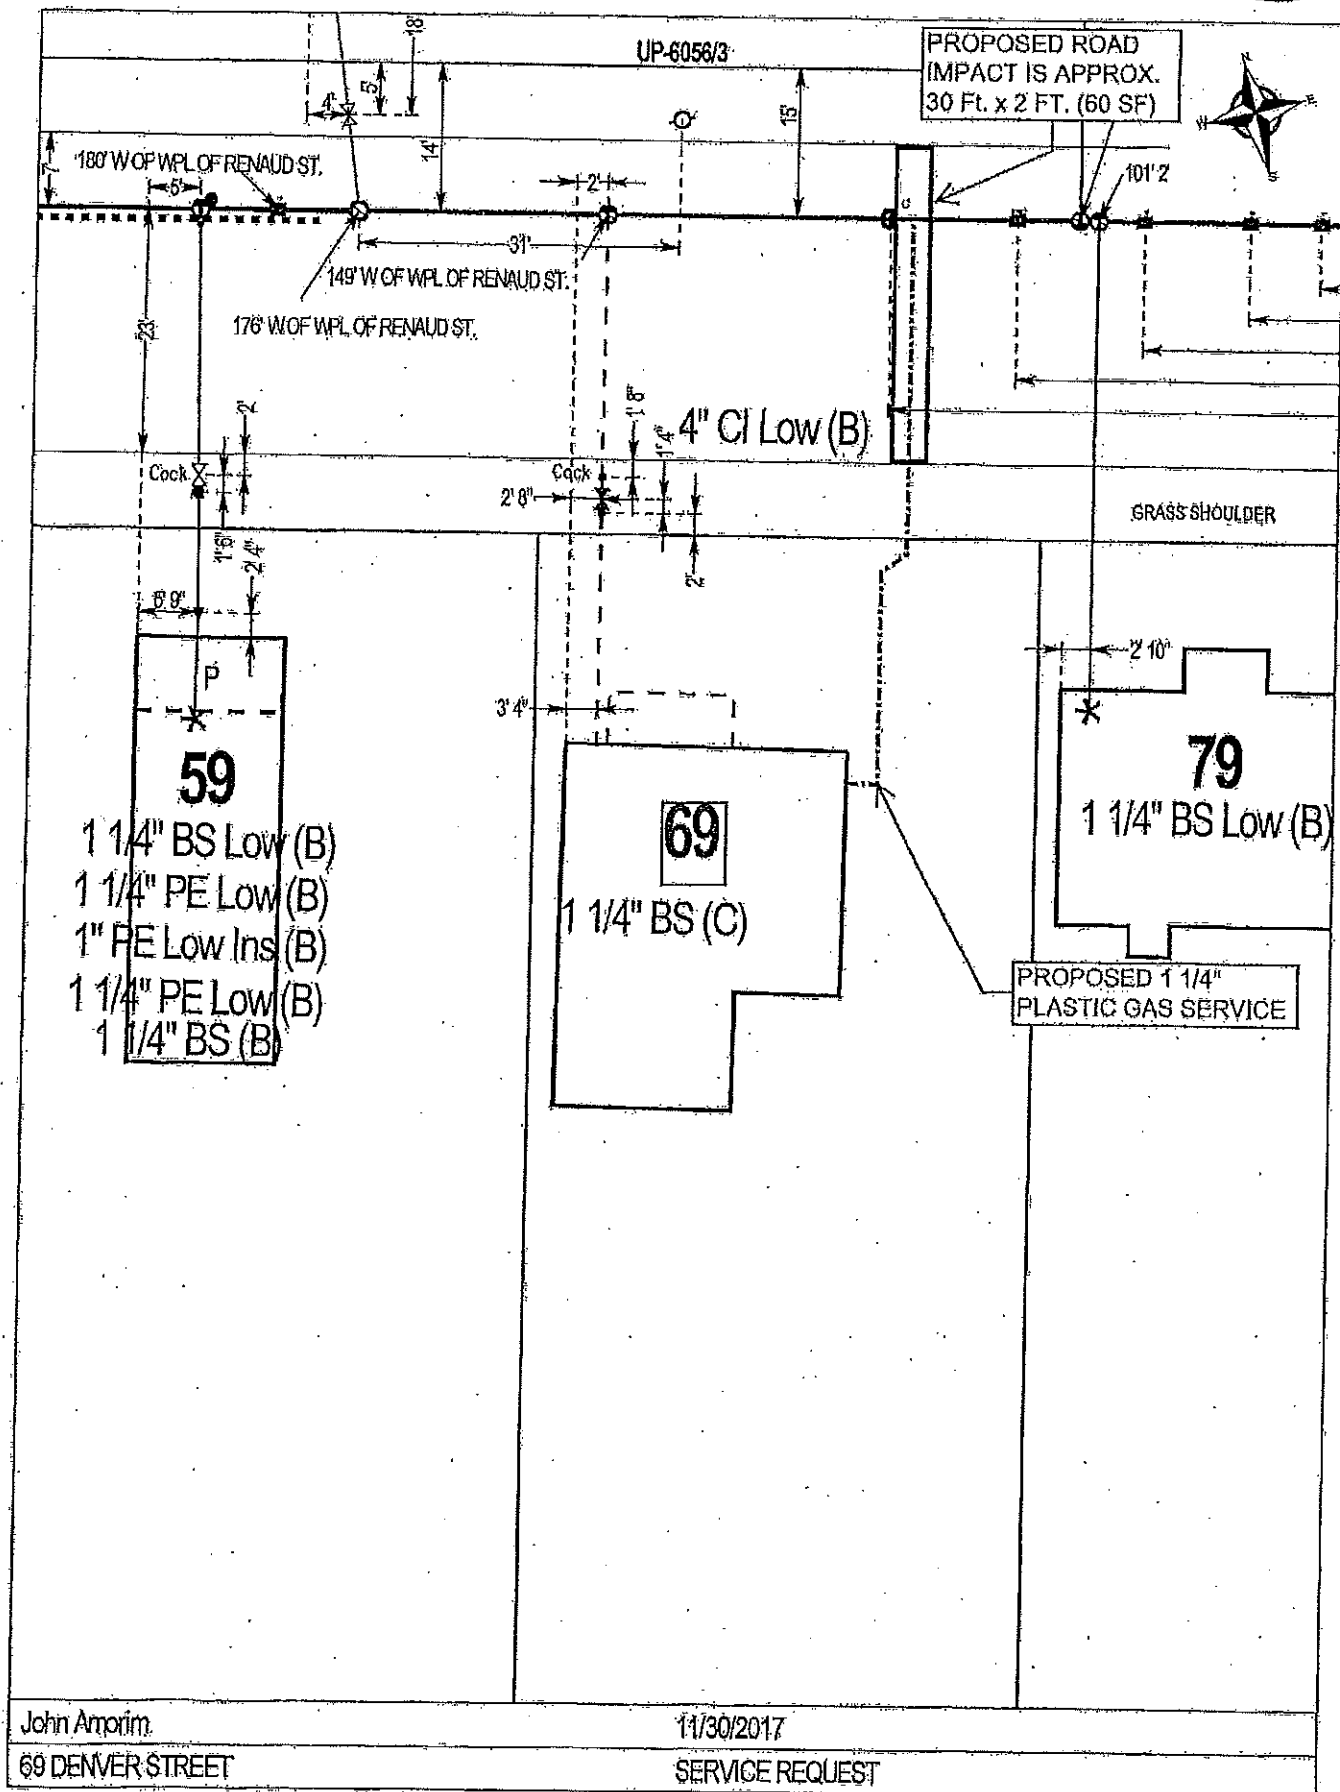 UP-6056/3
PROPOSED ROAD
IMPACT IS APPROX.
30 Ft. x 2 FT. (60 SF)
N
E
S
W
18'
5'
4'
14'
15'
7'
180' W OF WPL OF RENAUD ST.
5'
2'
101' 2
31'
149' W OF WPL OF RENAUD ST.
176' W OF WPL OF RENAUD ST.
23'
4" CI Low (B)
2'
1' 8"
1' 4"
Cock
Cock
2' 8"
GRASS SHOULDER
1' 6"
2' 4"
2'
6' 9"
2' 10"
P
3' 4"
59
1 1/4" BS Low (B)
1 1/4" PE Low (B)
1" PE Low Ins (B)
1 1/4" PE Low (B)
1 1/4" BS (B)
69
1 1/4" BS (C)
79
1 1/4" BS Low (B)
PROPOSED 1 1/4"
PLASTIC GAS SERVICE
John Amorim
11/30/2017
69 DENVER STREET
SERVICE REQUEST